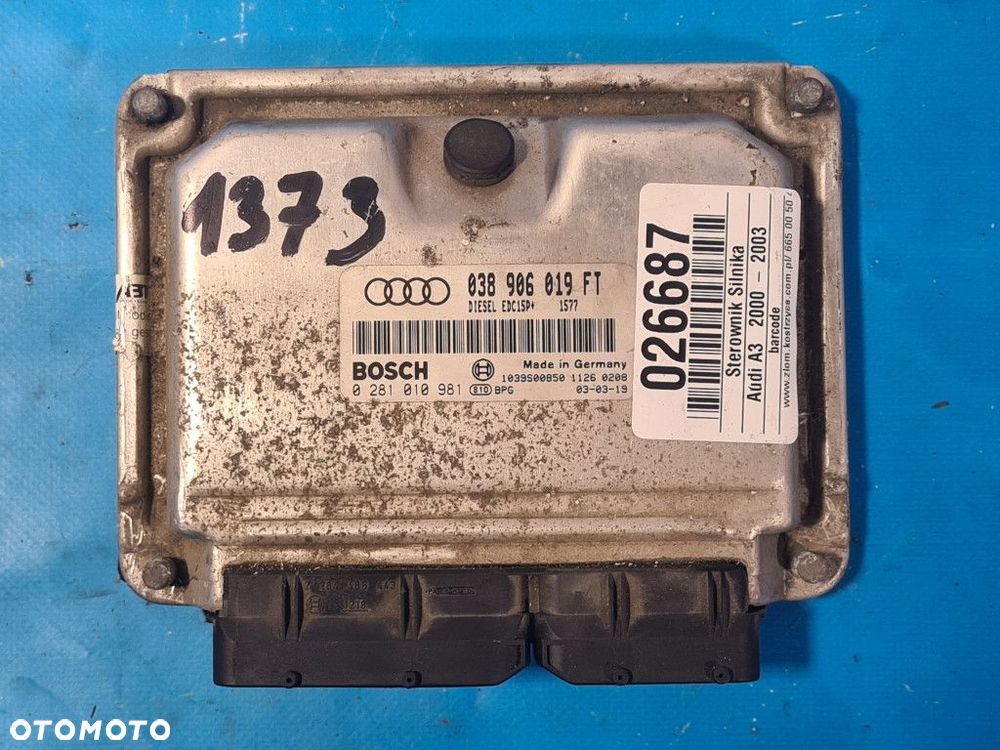 1373
038 906 019 FT
DIESEL EDC15P+ 1577
BOSCH
Made in Germany
1039S00850 1126 0208
0 281 010 981 810 BPG 03-03-19
026687
Sterownik Silnika
Audi A3 2000 - 2003
barcode
www.zlom.kostrzyca.com.pl/ 665 00 50
OTOMOTO